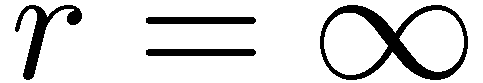 r = ∞